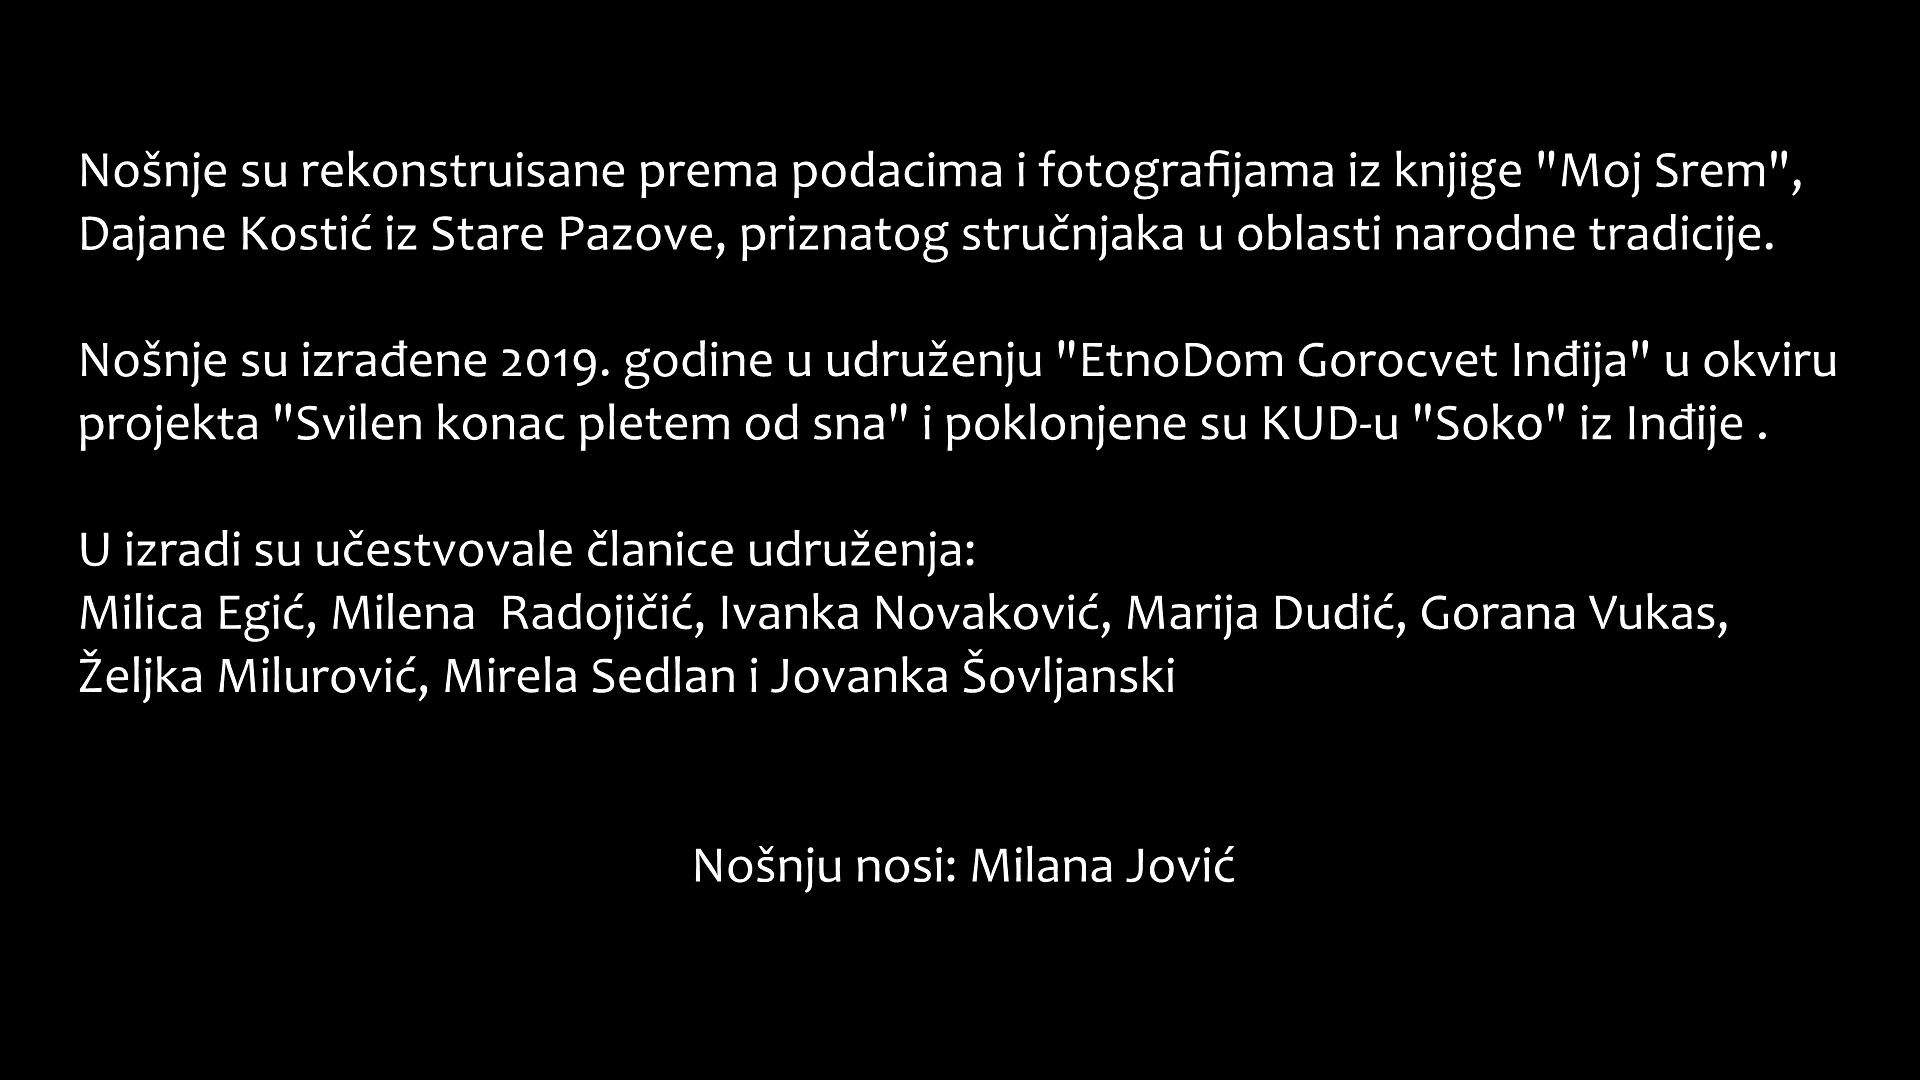 Nošnje su rekonstruisane prema podacima i fotografijama iz knjige "Moj Srem",
Dajane Kostić iz Stare Pazove, priznatog stručnjaka u oblasti narodne tradicije.
Nošnje su izrađene 2019. godine u udruženju "EtnoDom Gorocvet Inđija" u okviru
projekta "Svilen konac pletem od sna" i poklonjene su KUD-u "Soko" iz Inđije .
U izradi su učestvovale članice udruženja:
Milica Egić, Milena  Radojičić, Ivanka Novaković, Marija Dudić, Gorana Vukas,
Željka Milurović, Mirela Sedlan i Jovanka Šovljanski
Nošnju nosi: Milana Jović